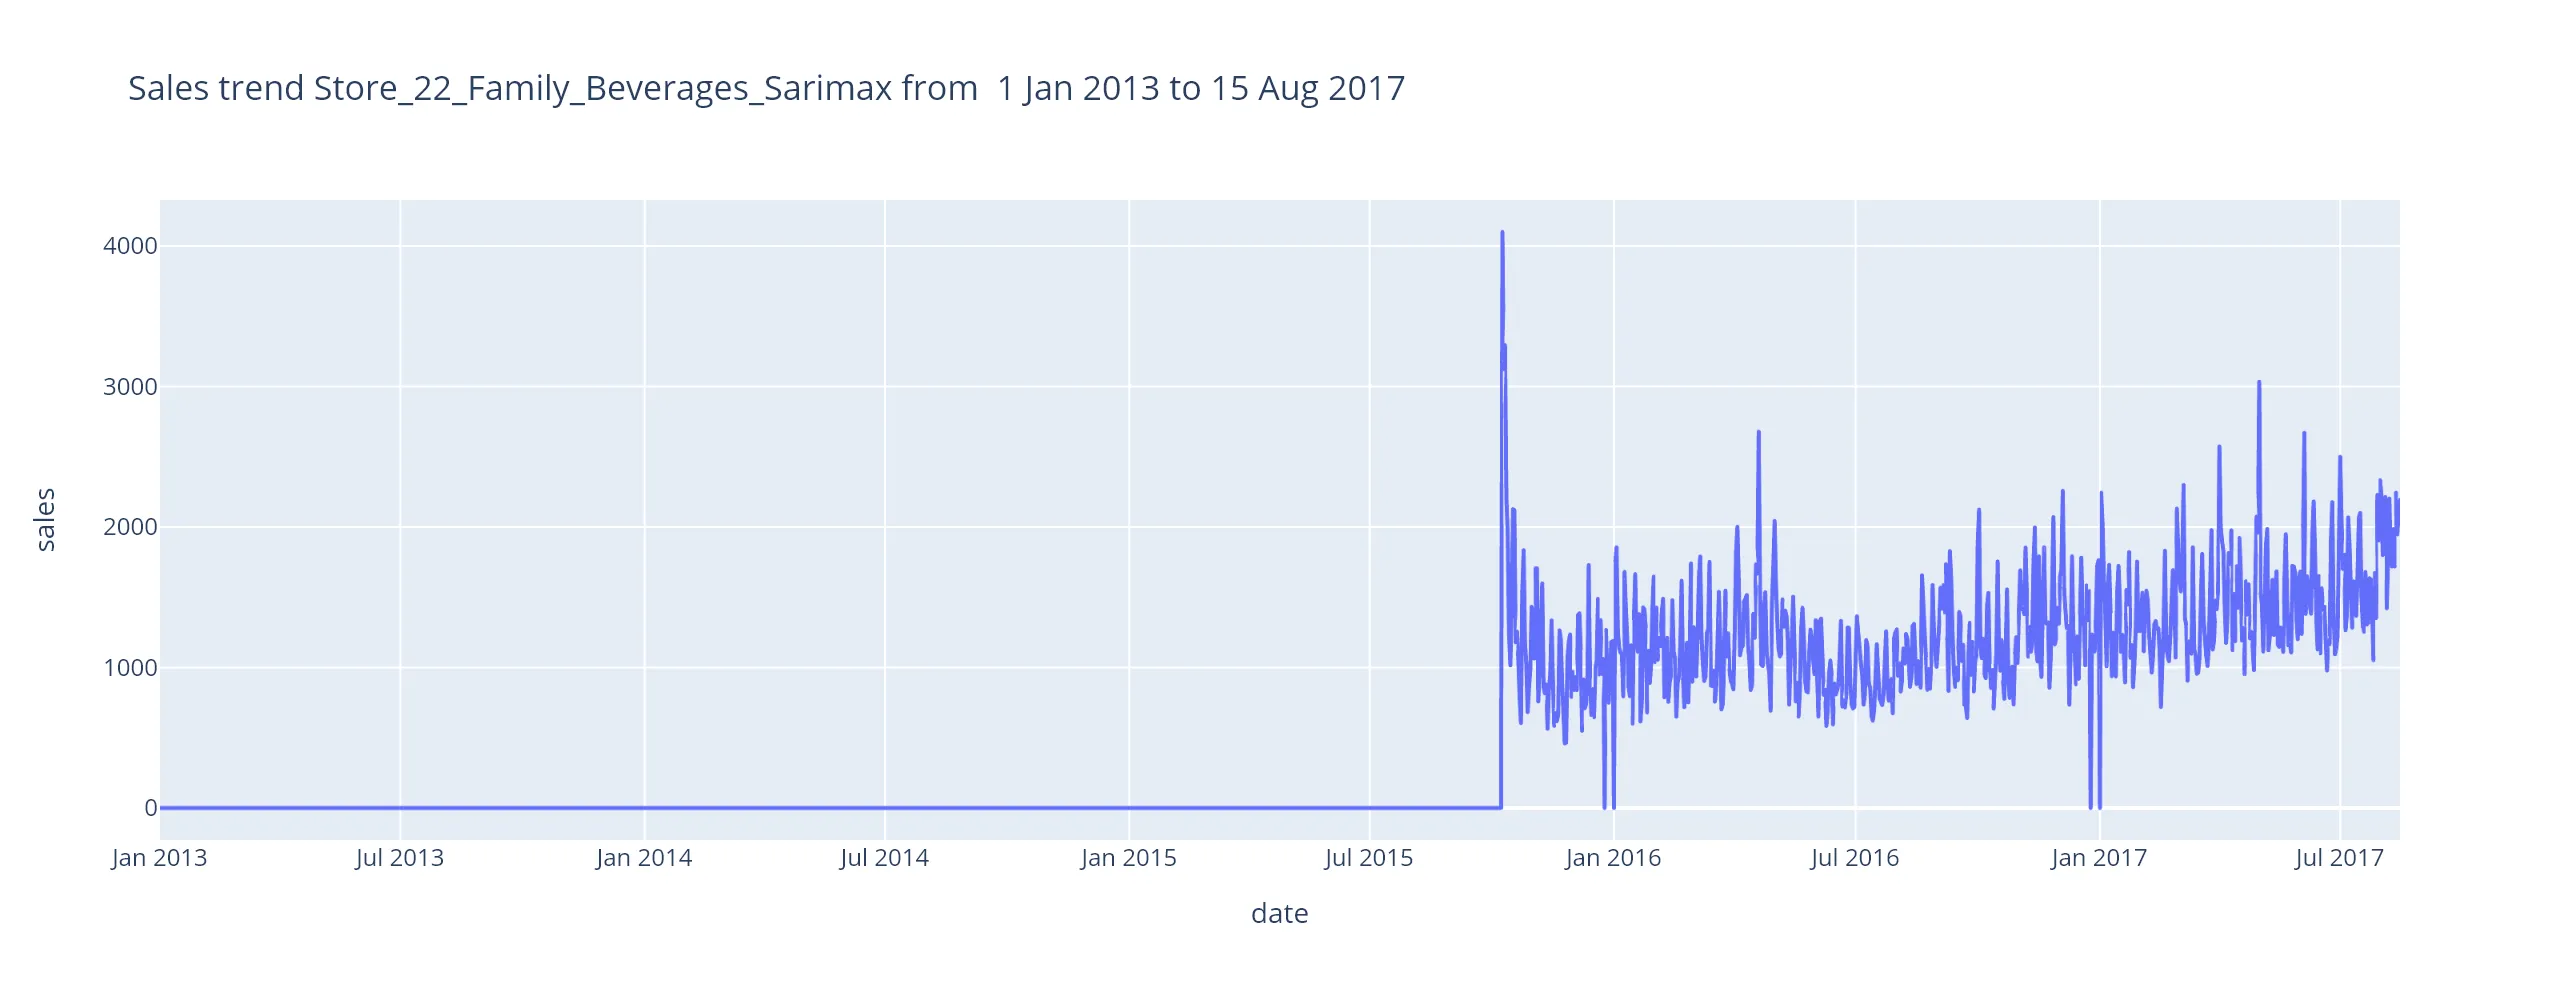 Sales trend Store_22_Family_Beverages_Sarimax from  1 Jan 2013 to 15 Aug 2017
4000
3000
2000
1000
0
sales
Jan 2013 Jul 2013 Jan 2014 Jul 2014 Jan 2015 Jul 2015 Jan 2016 Jul 2016 Jan 2017 Jul 2017
date